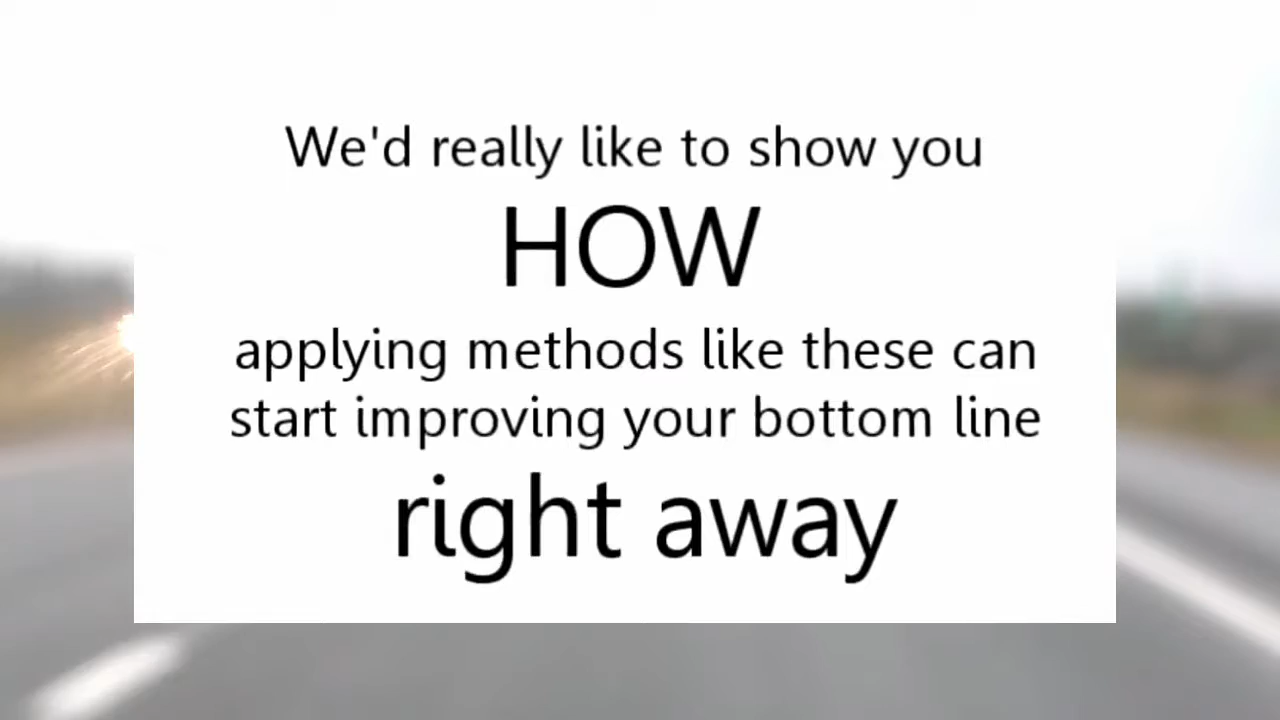 We'd really like to show you
HOW
applying methods like these can
start improving your bottom line
right away